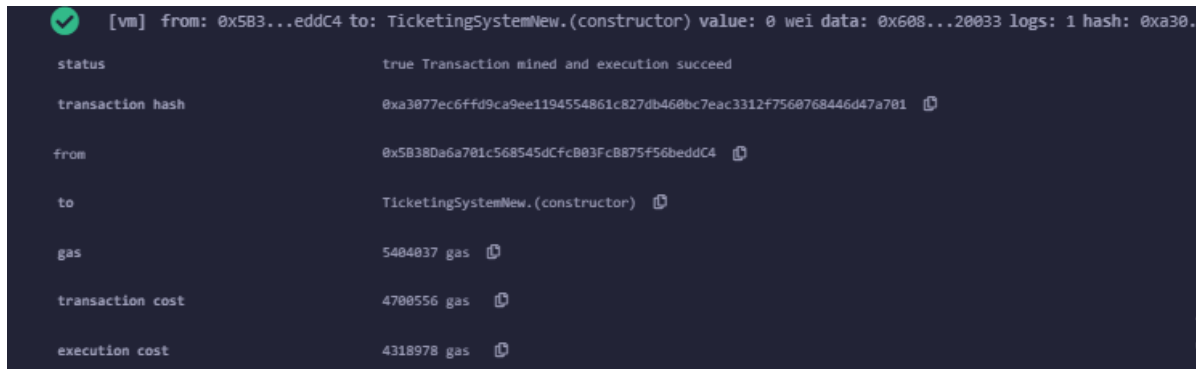 [vm] from: 0x5B3...eddC4 to: TicketingSystemNew.(constructor) value: 0 wei data: 0x608...20033 logs: 1 hash: 0xa30.
status true Transaction mined and execution succeed
transaction hash 0xa3077ec6ffd9ca9ee1194554861c827db460bc7eac3312f7560768446d47a701
from 0x5B38Da6a701c568545dCfcB03FcB875f56beddC4
to TicketingSystemNew.(constructor)
gas 5404037 gas
transaction cost 4700556 gas
execution cost 4318978 gas